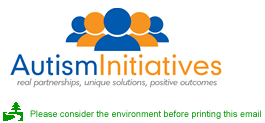 AutismInitiatives
real partnerships, unique solutions, positive outcomes
Please consider the environment before printing this email